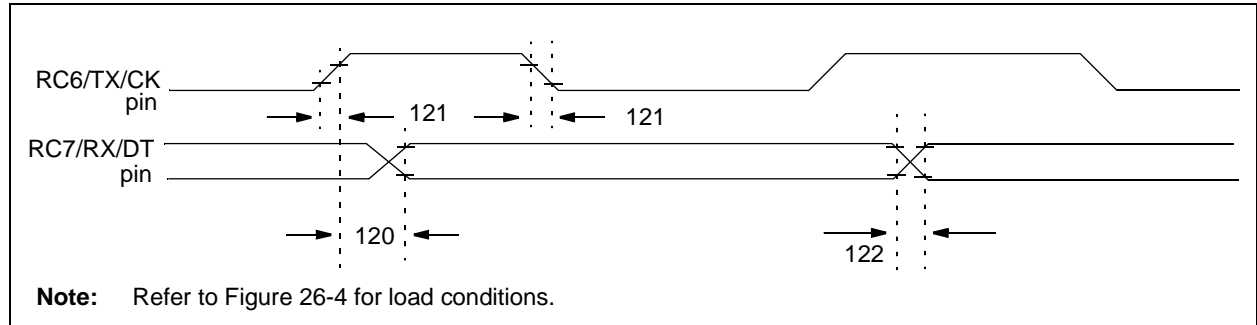 RC6/TX/CK
pin
121
121
RC7/RX/DT
pin
120
122
Note: Refer to Figure 26-4 for load conditions.